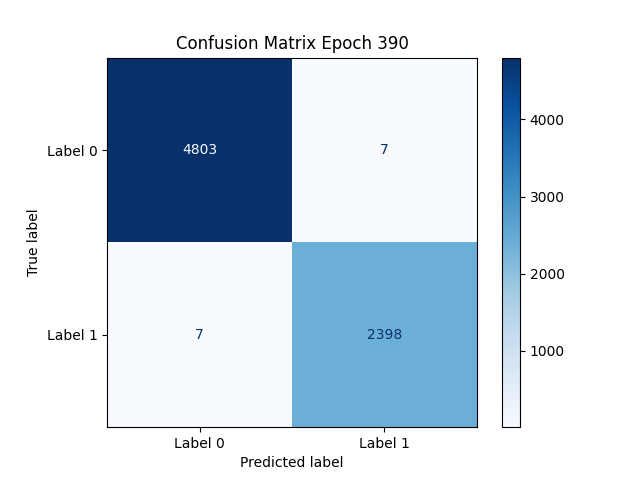 Confusion Matrix Epoch 390
True label
Label 0
4803
7
Label 1
7
2398
Label 0
Label 1
Predicted label
4000
3000
2000
1000